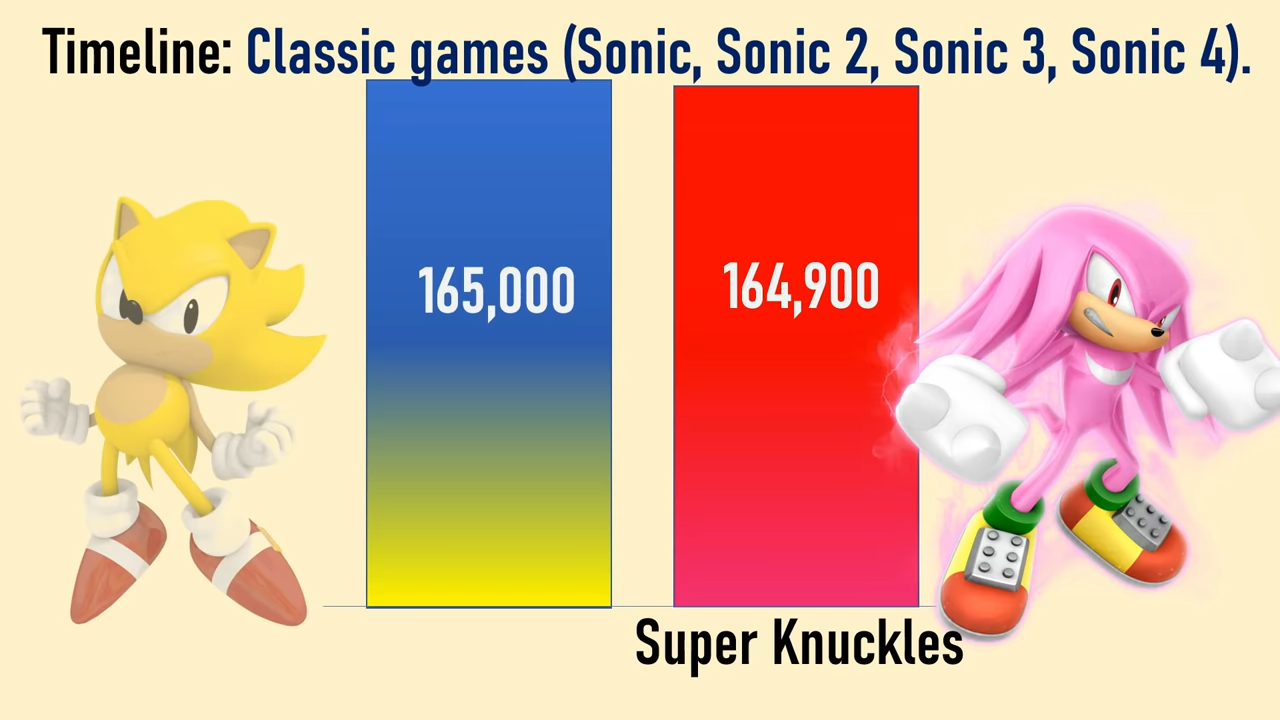 Timeline: Classic games (Sonic, Sonic 2, Sonic 3, Sonic 4).
165,000
164,900
Super Knuckles